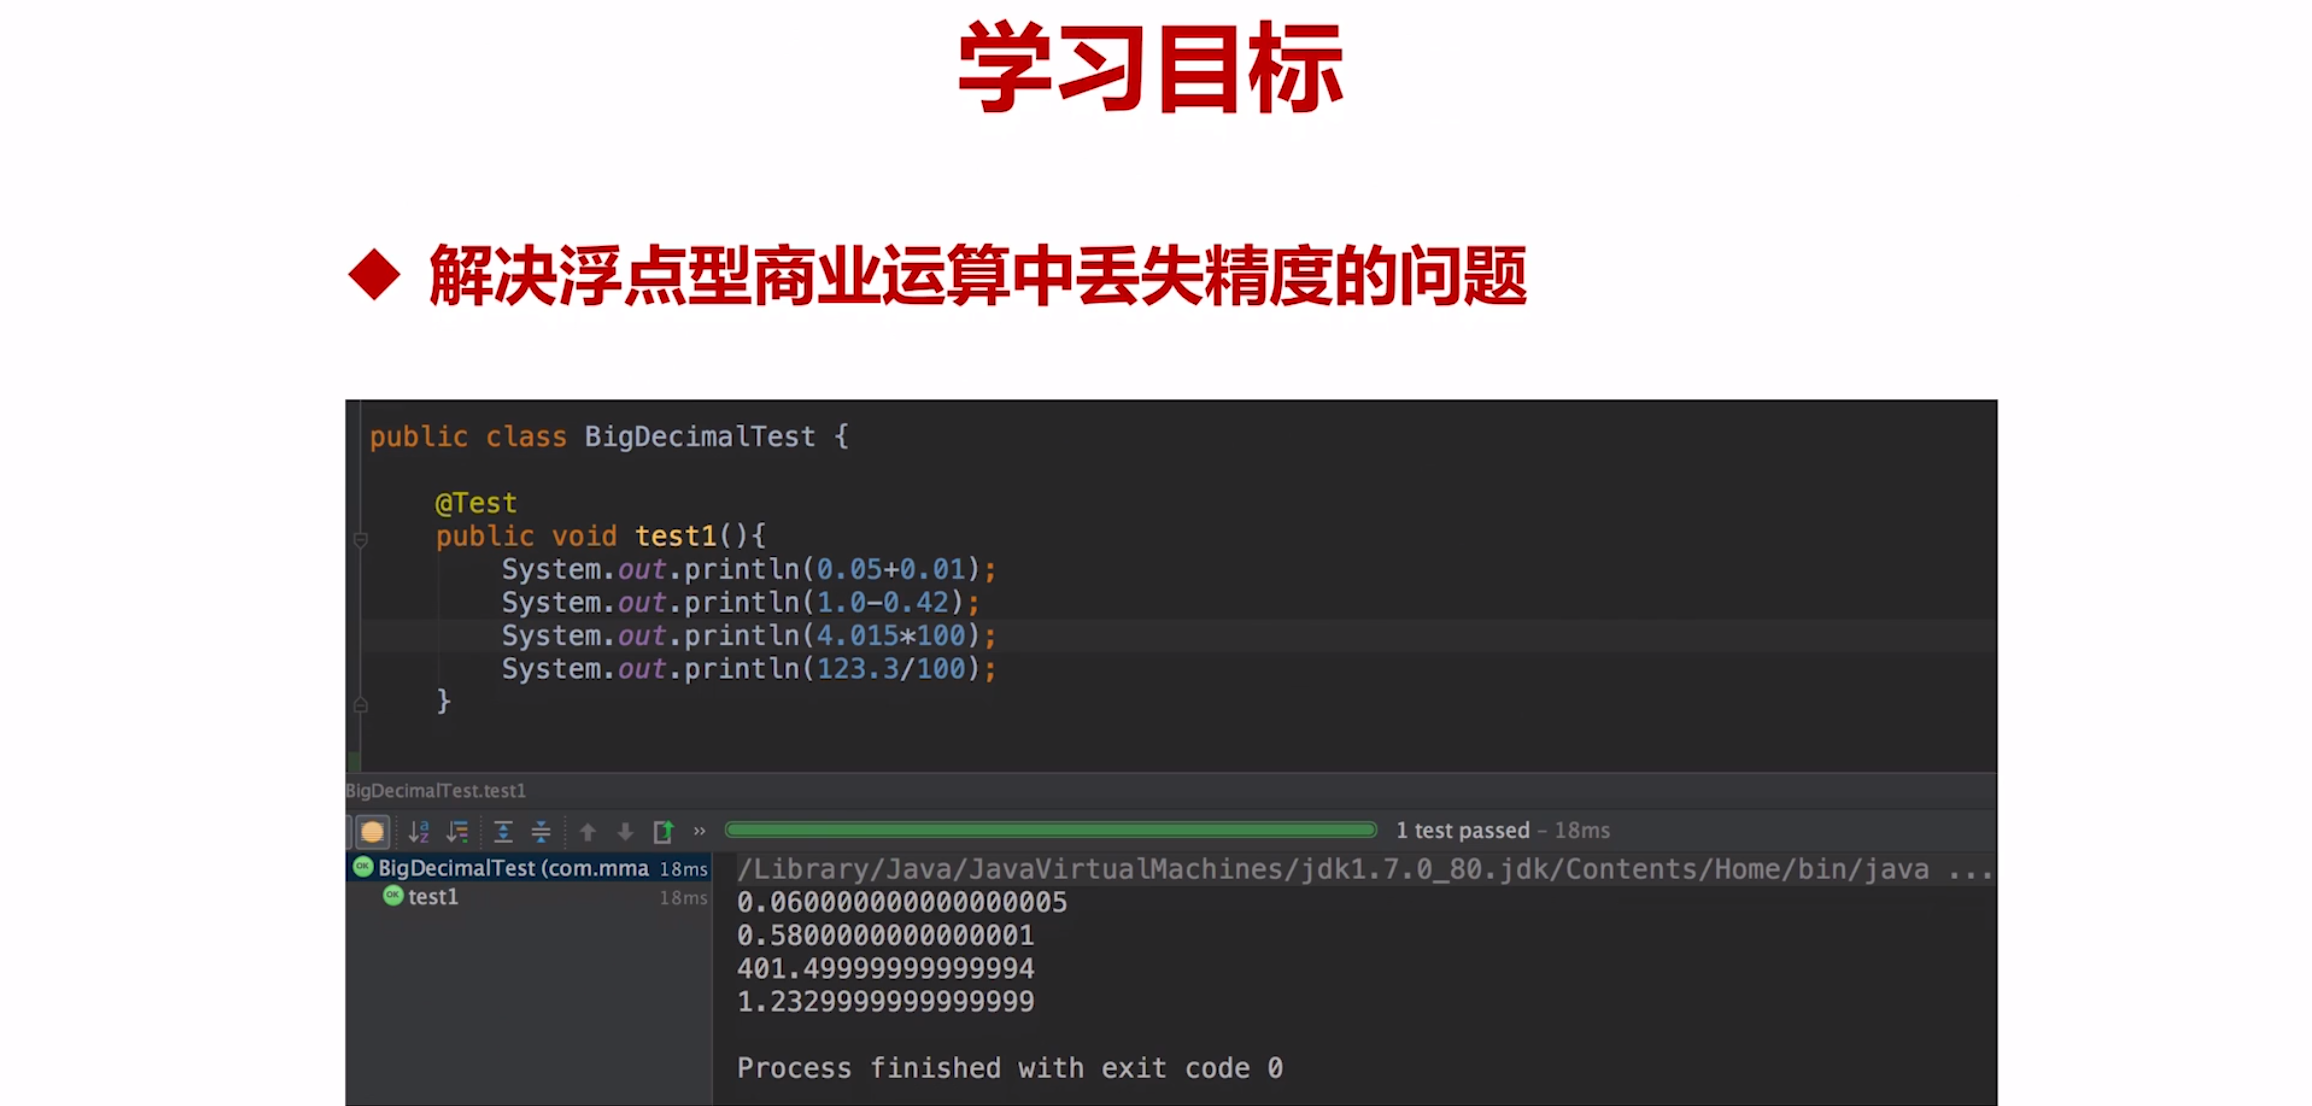 学习目标
◆ 解决浮点型商业运算中丢失精度的问题
public class BigDecimalTest {
@Test
public void test1(){
System.out.println(0.05+0.01);
System.out.println(1.0-0.42);
System.out.println(4.015*100);
System.out.println(123.3/100);
}
BigDecimalTest.test1
1 test passed – 18ms
BigDecimalTest (com.mma 18ms
test1 18ms
/Library/Java/JavaVirtualMachines/jdk1.7.0_80.jdk/Contents/Home/bin/java ...
0.060000000000000005
0.5800000000000001
401.49999999999994
1.2329999999999999
Process finished with exit code 0